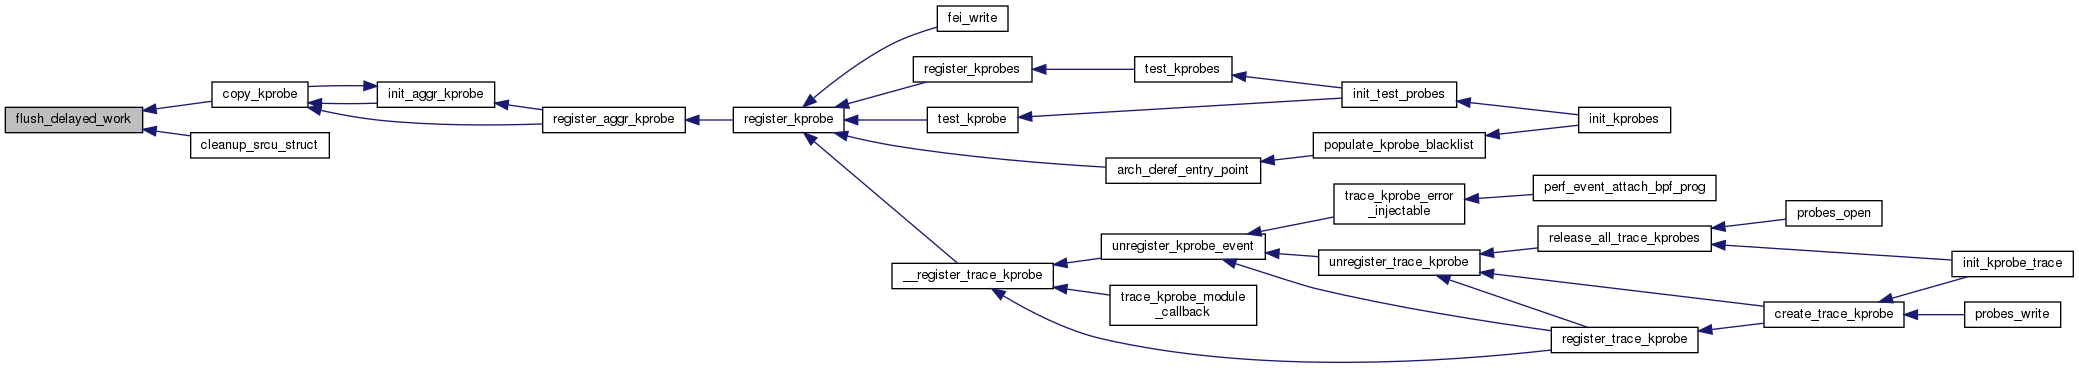 flush_delayed_work
copy_kprobe
cleanup_srcu_struct
init_aggr_kprobe
register_aggr_kprobe
register_kprobe
fei_write
register_kprobes
test_kprobe
__register_trace_kprobe
test_kprobes
arch_deref_entry_point
unregister_kprobe_event
trace_kprobe_module
_callback
init_test_probes
populate_kprobe_blacklist
trace_kprobe_error
_injectable
unregister_trace_kprobe
init_kprobes
perf_event_attach_bpf_prog
release_all_trace_kprobes
register_trace_kprobe
probes_open
create_trace_kprobe
init_kprobe_trace
probes_write